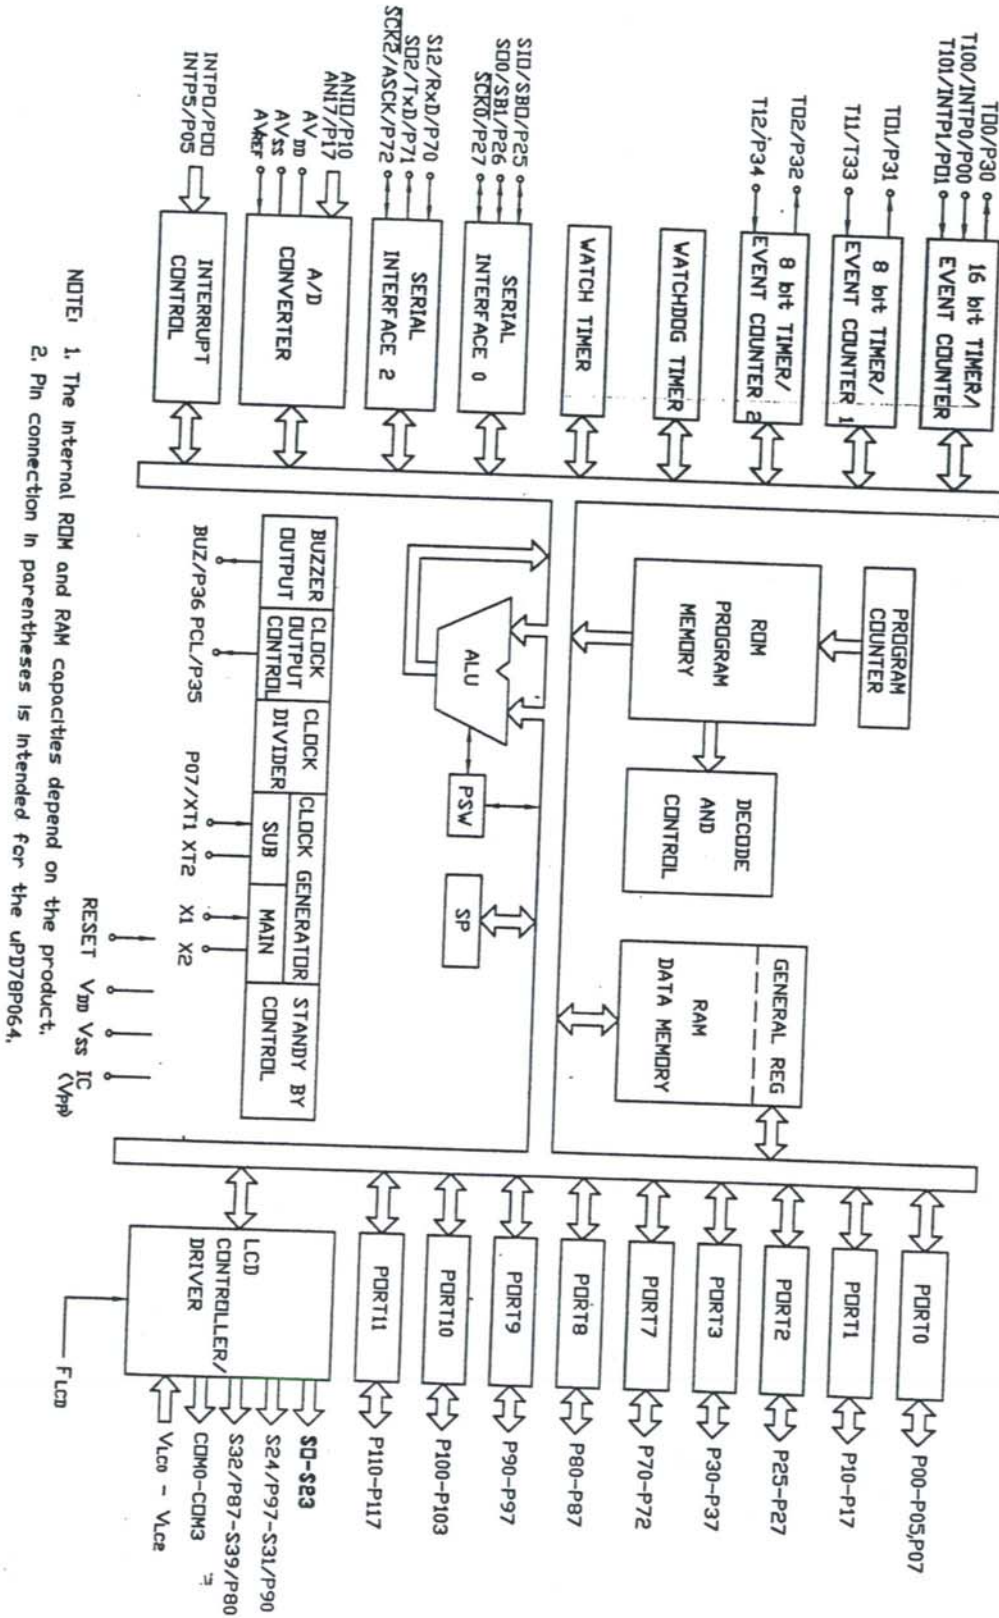 TO0/P30
TI00/INTP0/P00
TI01/INTP1/P01
16 bit TIMER/
EVENT COUNTER
TO1/P31
TI1/T33
8 bit TIMER/
EVENT COUNTER 1
TO2/P32
TI2/P34
8 bit TIMER/
EVENT COUNTER 2
WATCHDOG TIMER
WATCH TIMER
SI0/SB0/P25
SO0/SB1/P26
SCK0/P27
SERIAL
INTERFACE 0
SI2/RxD/P70
SO2/TxD/P71
SCK2/ASCK/P72
SERIAL
INTERFACE 2
ANI0/P10
AN17/P17
AVDD
AVSS
AVREF
A/D
CONVERTER
INTP0/P00
INTP5/P05
INTERRUPT
CONTROL
PROGRAM
COUNTER
ROM
PROGRAM
MEMORY
DECODE
AND
CONTROL
GENERAL REG
RAM
DATA MEMORY
ALU
PSW
SP
BUZZER
OUTPUT
CLOCK
OUTPUT
CONTROL
CLOCK
DIVIDER
CLOCK GENERATOR
SUB
MAIN
STANDY BY
CONTROL
BUZ/P36 PCL/P35
P07/XT1 XT2
X1 X2
RESET VDD VSS IC
(VPP)
PORT0
P00-P05,P07
PORT1
P10-P17
PORT2
P25-P27
PORT3
P30-P37
PORT7
P70-P72
PORT8
P80-P87
PORT9
P90-P97
PORT10
P100-P103
PORT11
P110-P117
LCD
CONTROLLER/
DRIVER
S0-S23
S24/P97-S31/P90
S32/P87-S39/P80
COM0-COM3
VLC0 - VLC2
FLCD
NOTE: 1. The internal ROM and RAM capacities depend on the product.
2. Pin connection in parentheses is intended for the uPD78P064.